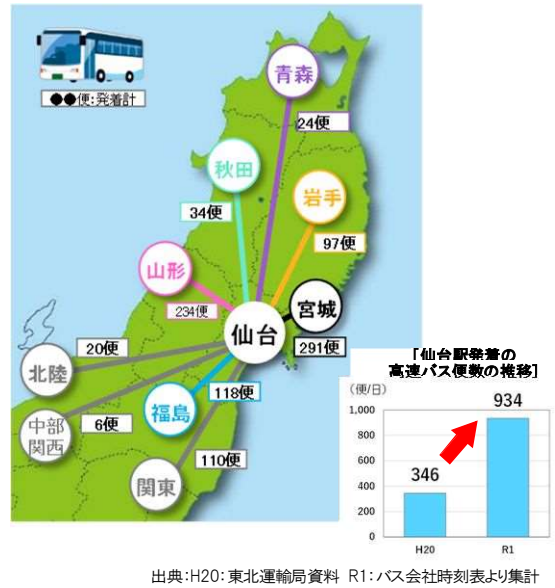 ●●便:発着計
青森
24便
秋田
34便
岩手
97便
山形
234便
宮城
291便
仙台
北陸
20便
中部
関西
6便
福島
118便
関東
110便
[仙台駅発着の
高速バス便数の推移]
(便/日)
1,000
800
600
400
200
0
346
934
H20
R1
出典:H20:東北運輸局資料 R1:バス会社時刻表より集計